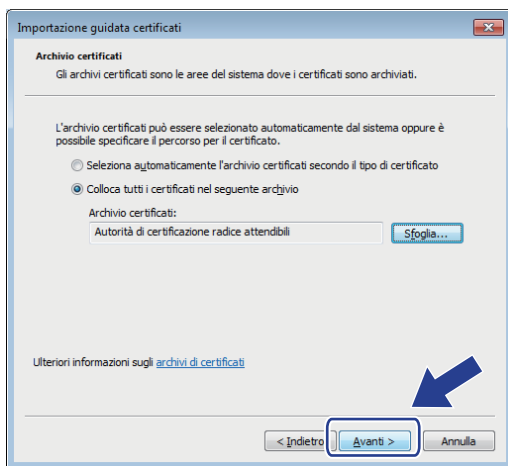 Importazione guidata certificati
Archivio certificati
Gli archivi certificati sono le aree del sistema dove i certificati sono archiviati.
L'archivio certificati può essere selezionato automaticamente dal sistema oppure è
possibile specificare il percorso per il certificato.
Seleziona automaticamente l'archivio certificati secondo il tipo di certificato
Colloca tutti i certificati nel seguente archivio
Archivio certificati:
Autorità di certificazione radice attendibili
Sfoglia...
Ulteriori informazioni sugli archivi di certificati
< Indietro
Avanti >
Annulla